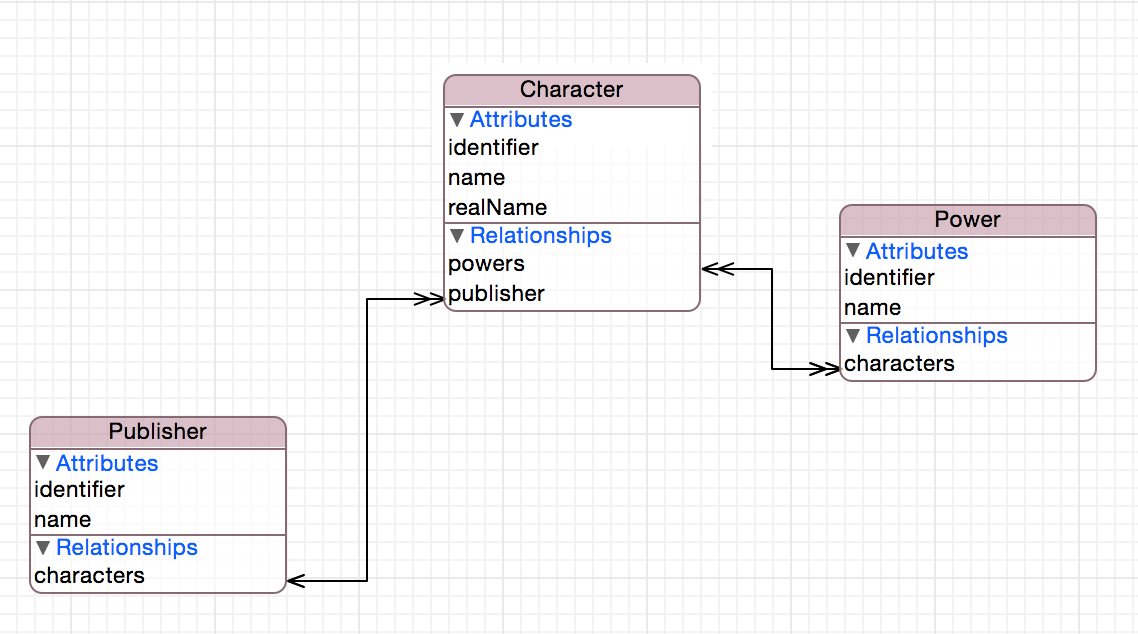 Character
Attributes
identifier
name
realName
Relationships
powers
publisher
Power
Attributes
identifier
name
Relationships
characters
Publisher
Attributes
identifier
name
Relationships
characters